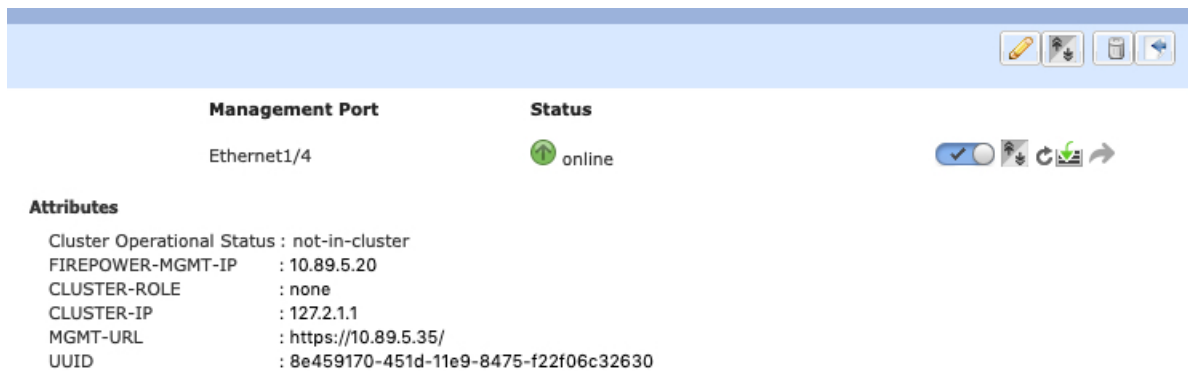 Management Port Status
Ethernet1/4 online
Attributes
Cluster Operational Status : not-in-cluster
FIREPOWER-MGMT-IP : 10.89.5.20
CLUSTER-ROLE : none
CLUSTER-IP : 127.2.1.1
MGMT-URL : https://10.89.5.35/
UUID : 8e459170-451d-11e9-8475-f22f06c32630